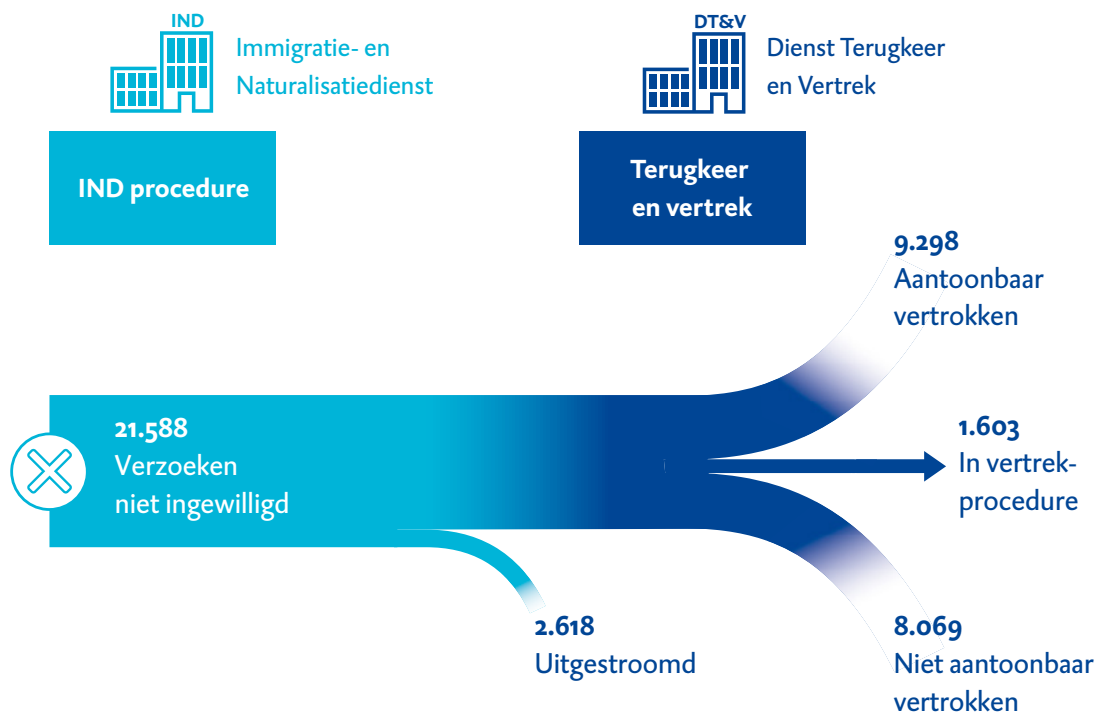 IND
Immigratie- en
Naturalisatiedienst
DT&V
Dienst Terugkeer
en Vertrek
IND procedure
Terugkeer
en vertrek
9.298
Aantoonbaar
vertrokken
21.588
Verzoeken
niet ingewilligd
1.603
In vertrek-
procedure
2.618
Uitgestroomd
8.069
Niet aantoonbaar
vertrokken